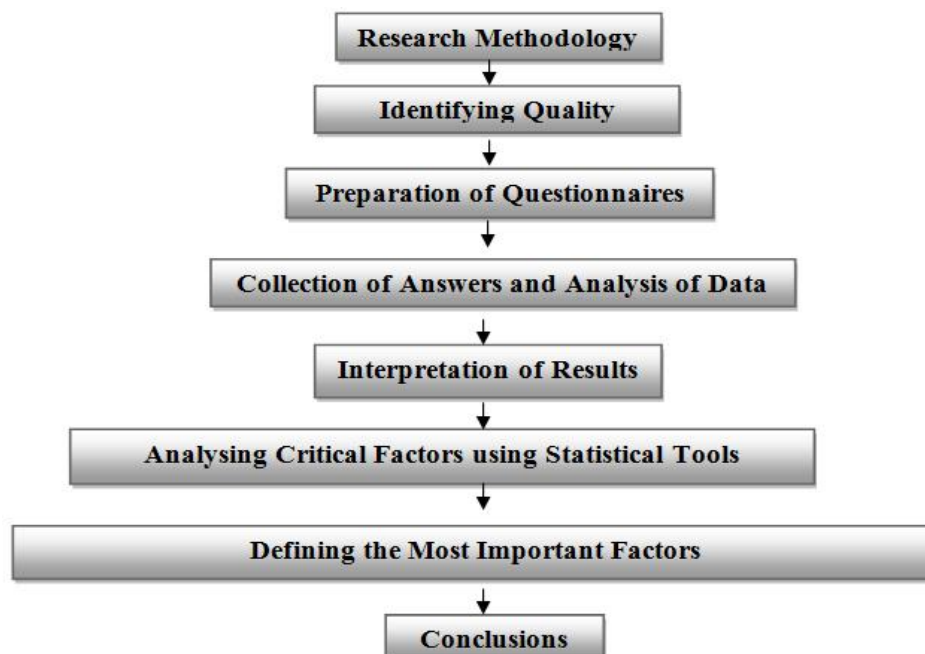 Research Methodology
Identifying Quality
Preparation of Questionnaires
Collection of Answers and Analysis of Data
Interpretation of Results
Analysing Critical Factors using Statistical Tools
Defining the Most Important Factors
Conclusions